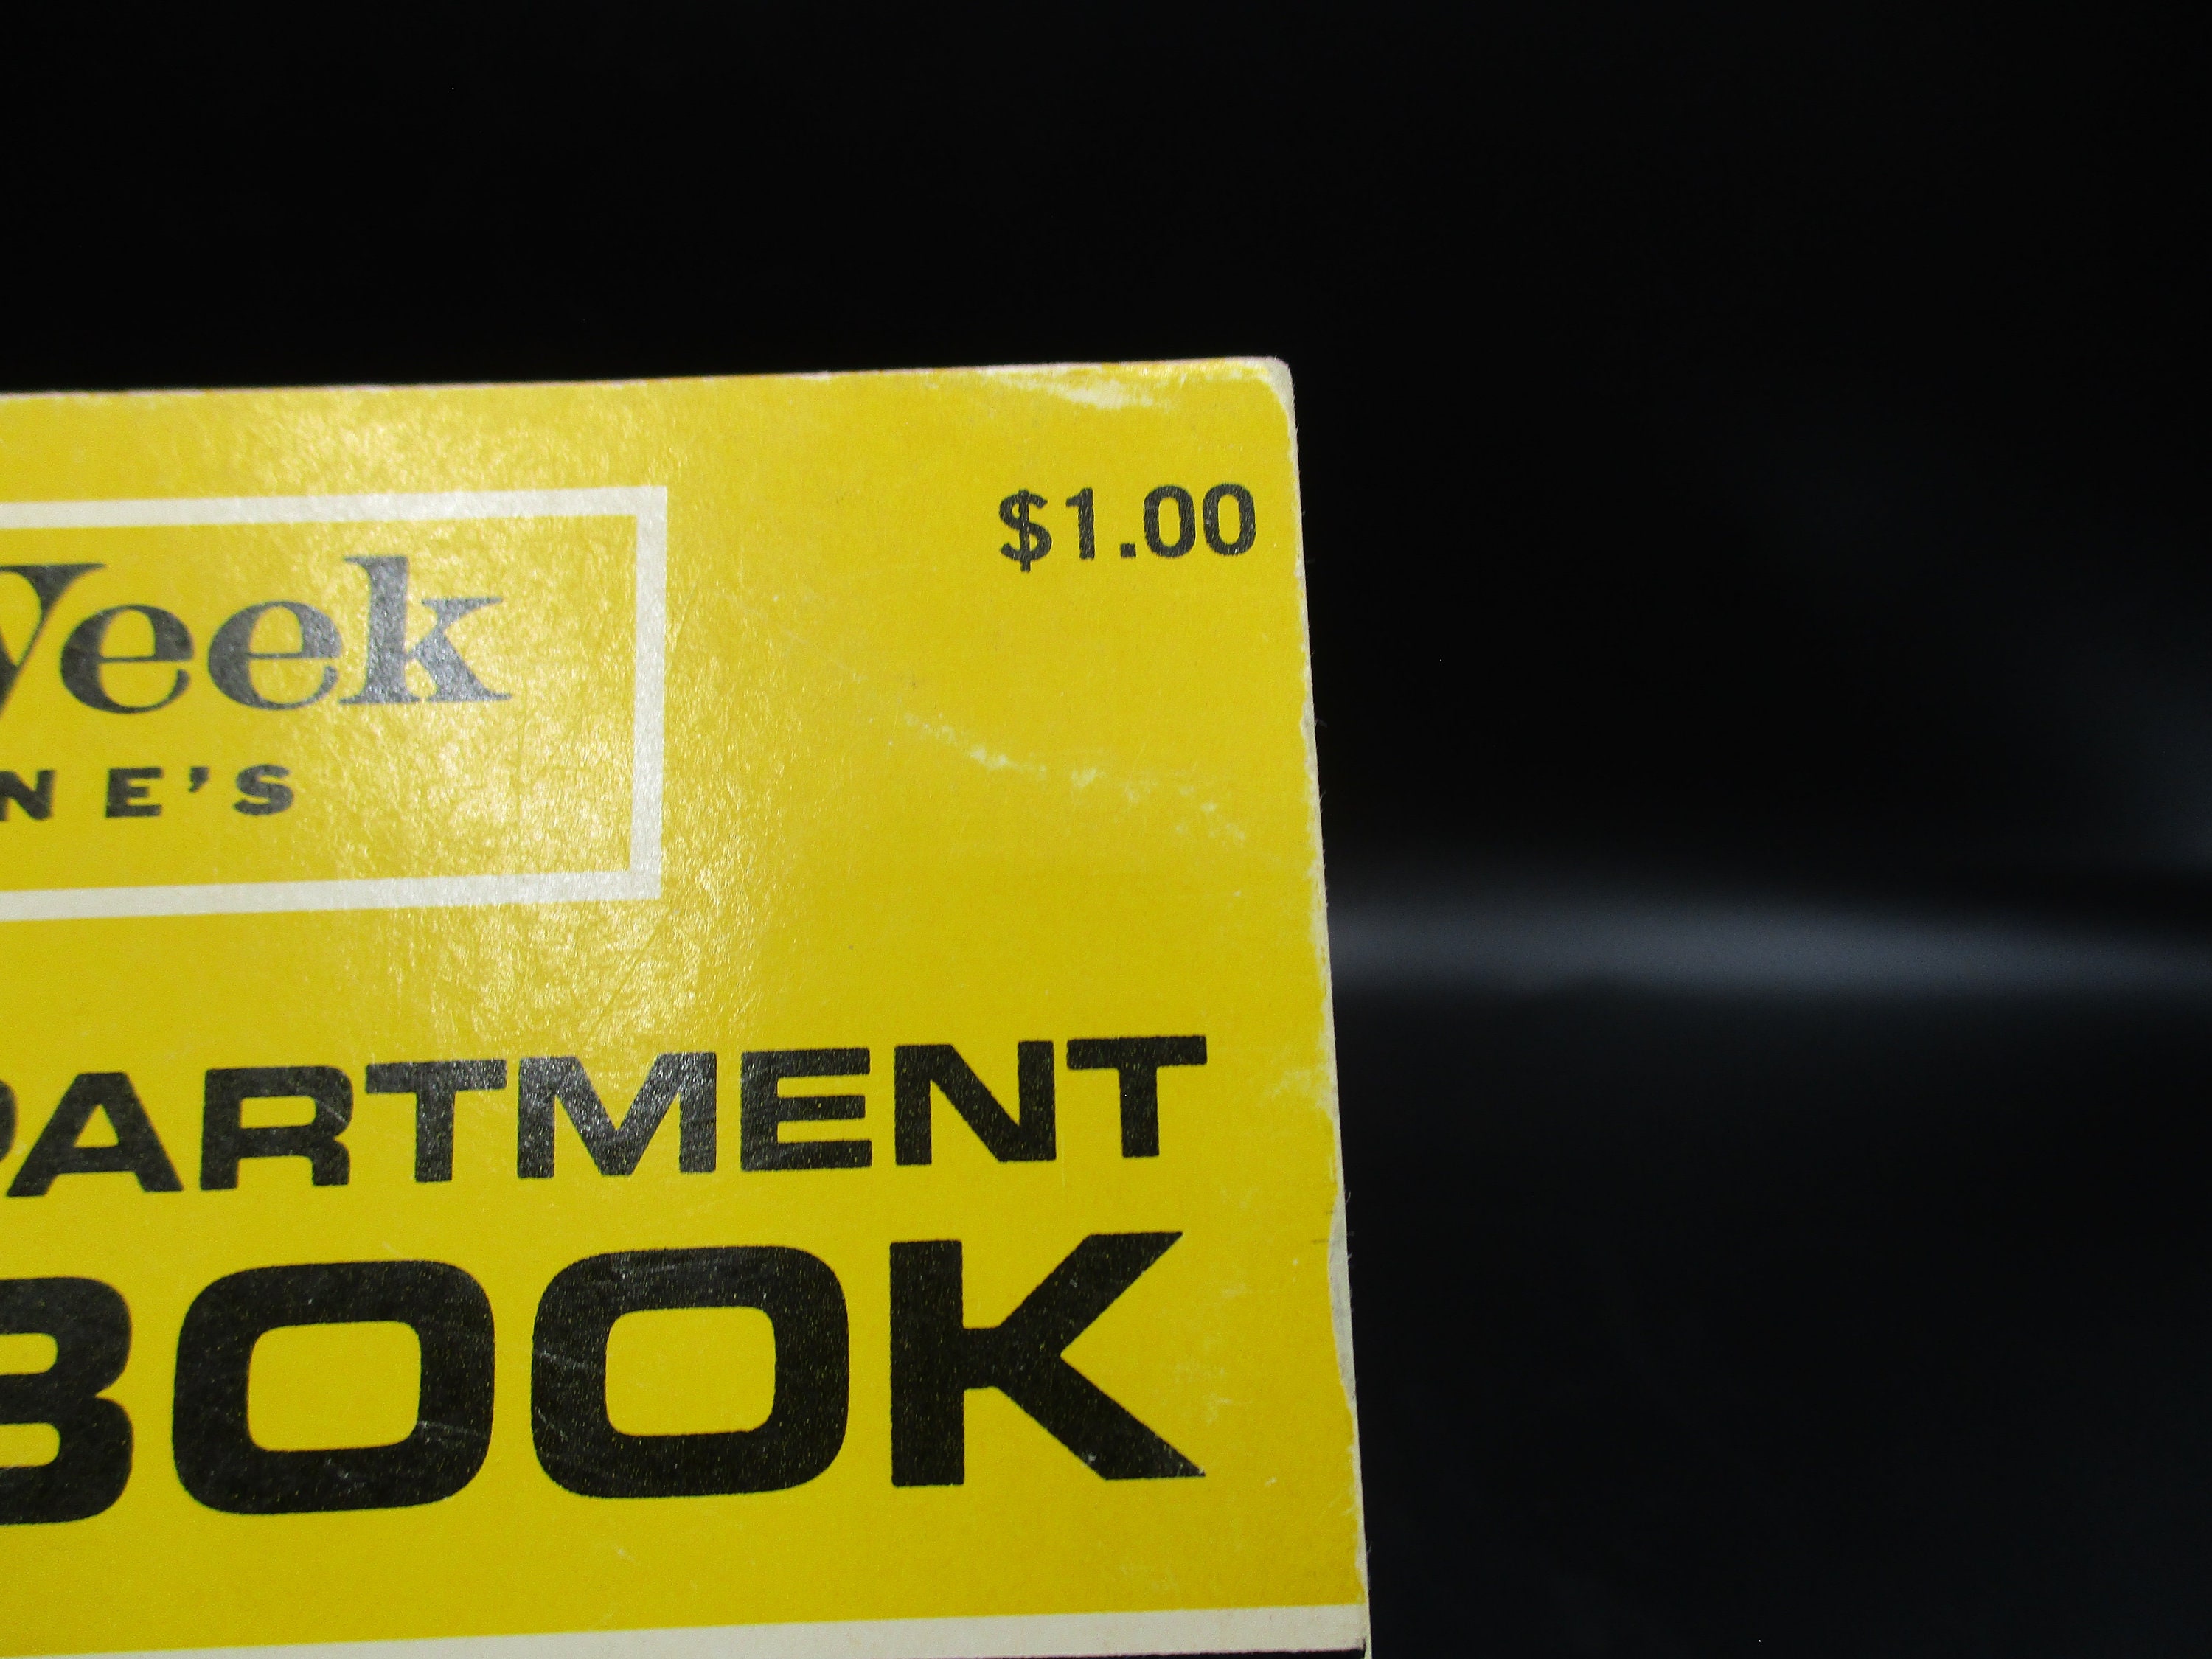 $1.00
Week
NE'S
PARTMENT
BOOK